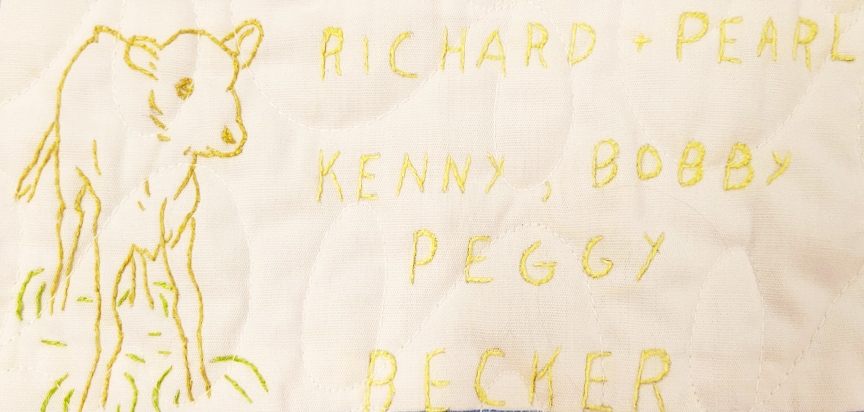 RICHARD + PEARL
KENNY, BOBBY
PEGGY
BECKER